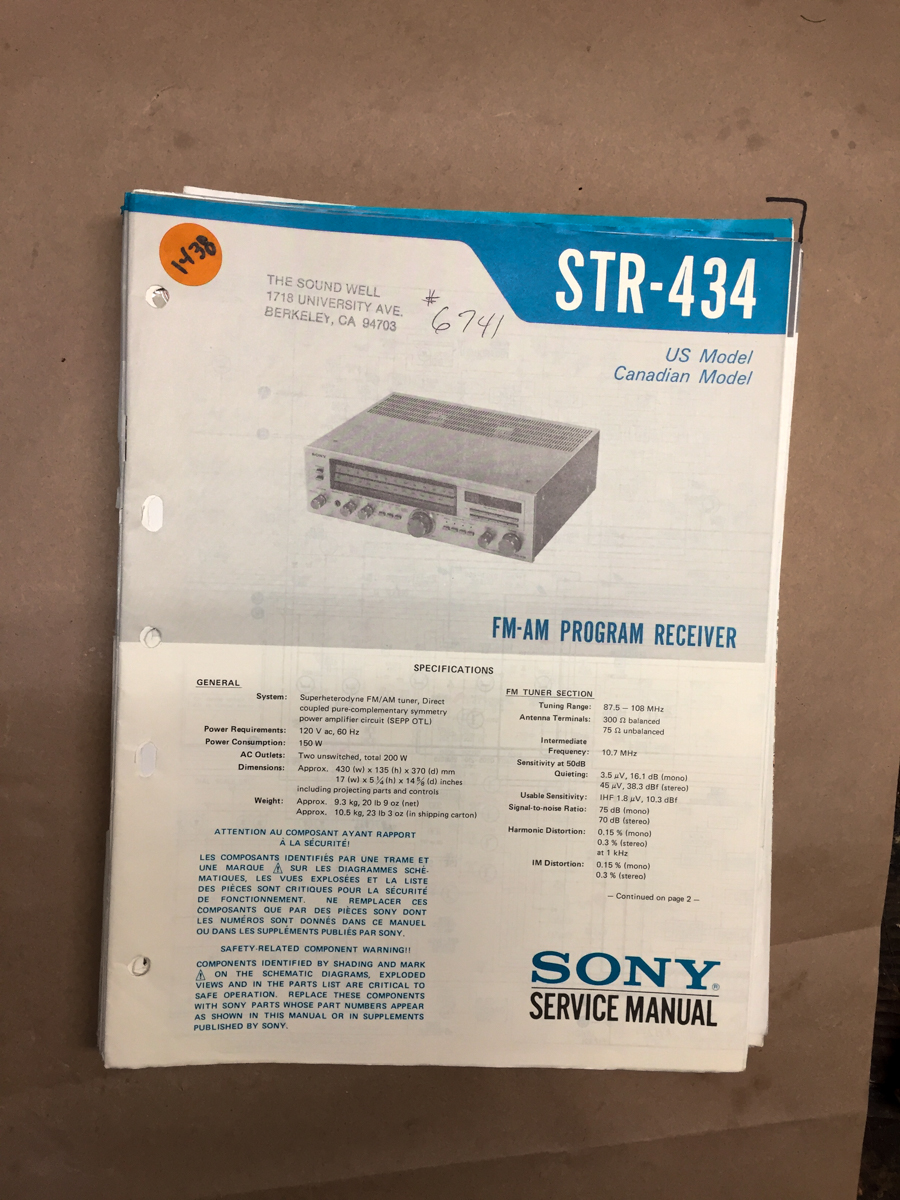 1438
THE SOUND WELL
1718 UNIVERSITY AVE.
BERKELEY, CA 94703
# 6741
STR-434
US Model
Canadian Model
SONY
FM-AM PROGRAM RECEIVER
SPECIFICATIONS
GENERAL
System: Superheterodyne FM/AM tuner, Direct
coupled pure-complementary symmetry
power amplifier circuit (SEPP OTL)
Power Requirements: 120 V ac, 60 Hz
Power Consumption: 150 W
AC Outlets: Two unswitched, total 200 W
Dimensions: Approx. 430 (w) x 135 (h) x 370 (d) mm
17 (w) x 5 ¼ (h) x 14 ⅝ (d) inches
including projecting parts and controls
Weight: Approx. 9.3 kg, 20 lb 9 oz (net)
Approx. 10.5 kg, 23 lb 3 oz (in shipping carton)
ATTENTION AU COMPOSANT AYANT RAPPORT
À LA SÉCURITÉ!
LES COMPOSANTS IDENTIFIÉS PAR UNE TRAME ET
UNE MARQUE ⚠ SUR LES DIAGRAMMES SCHÉ-
MATIQUES, LES VUES EXPLOSÉES ET LA LISTE
DES PIÈCES SONT CRITIQUES POUR LA SÉCURITÉ
DE FONCTIONNEMENT. NE REMPLACER CES
COMPOSANTS QUE PAR DES PIÈCES SONY DONT
LES NUMÉROS SONT DONNÉS DANS CE MANUEL
OU DANS LES SUPPLÉMENTS PUBLIÉS PAR SONY.
SAFETY-RELATED COMPONENT WARNING!!
COMPONENTS IDENTIFIED BY SHADING AND MARK
⚠ ON THE SCHEMATIC DIAGRAMS, EXPLODED
VIEWS AND IN THE PARTS LIST ARE CRITICAL TO
SAFE OPERATION. REPLACE THESE COMPONENTS
WITH SONY PARTS WHOSE PART NUMBERS APPEAR
AS SHOWN IN THIS MANUAL OR IN SUPPLEMENTS
PUBLISHED BY SONY.
FM TUNER SECTION
Tuning Range: 87.5 – 108 MHz
Antenna Terminals: 300 Ω balanced
75 Ω unbalanced
Intermediate
Frequency: 10.7 MHz
Sensitivity at 50dB
Quieting: 3.5 µV, 16.1 dB (mono)
45 µV, 38.3 dBf (stereo)
Usable Sensitivity: IHF 1.8 µV, 10.3 dBf
Signal-to-noise Ratio: 75 dB (mono)
70 dB (stereo)
Harmonic Distortion: 0.15 % (mono)
0.3 % (stereo)
at 1 kHz
IM Distortion: 0.15 % (mono)
0.3 % (stereo)
— Continued on page 2 —
SONY®
SERVICE MANUAL